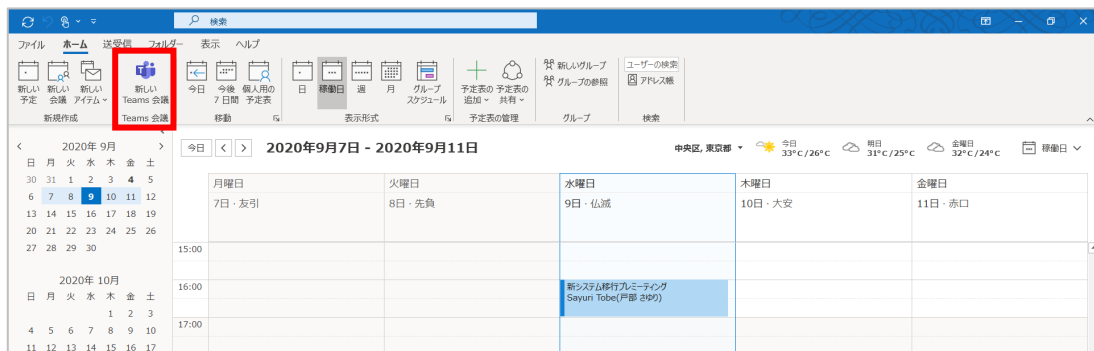 検索
ファイル ホーム 送受信 フォルダー 表示 ヘルプ
新しい 予定
新しい 会議
新しい アイテム
新しい Teams 会議
今日
今後 7 日間
個人用の 予定表
日
稼働日
週
月
グループ スケジュール
予定表の 追加
予定表の 共有
新しいグループ
グループの参照
ユーザーの検索
アドレス帳
新規作成 Teams 会議 移動 表示形式 予定表の管理 グループ 検索
2020年 9月
日 月 火 水 木 金 土
30 31 1 2 3 4 5
6 7 8 9 10 11 12
13 14 15 16 17 18 19
20 21 22 23 24 25 26
27 28 29 30
2020年 10月
日 月 火 水 木 金 土
1 2 3
4 5 6 7 8 9 10
11 12 13 14 15 16 17
今日 2020年9月7日 - 2020年9月11日
中央区, 東京都
今日 33°C/26°C
明日 31°C/25°C
金曜日 32°C/24°C
稼働日
月曜日 火曜日 水曜日 木曜日 金曜日
7日・友引 8日・先負 9日・仏滅 10日・大安 11日・赤口
15:00
16:00
新システム移行プレミーティング
Sayuri Tobe(戸部 さゆり)
17:00